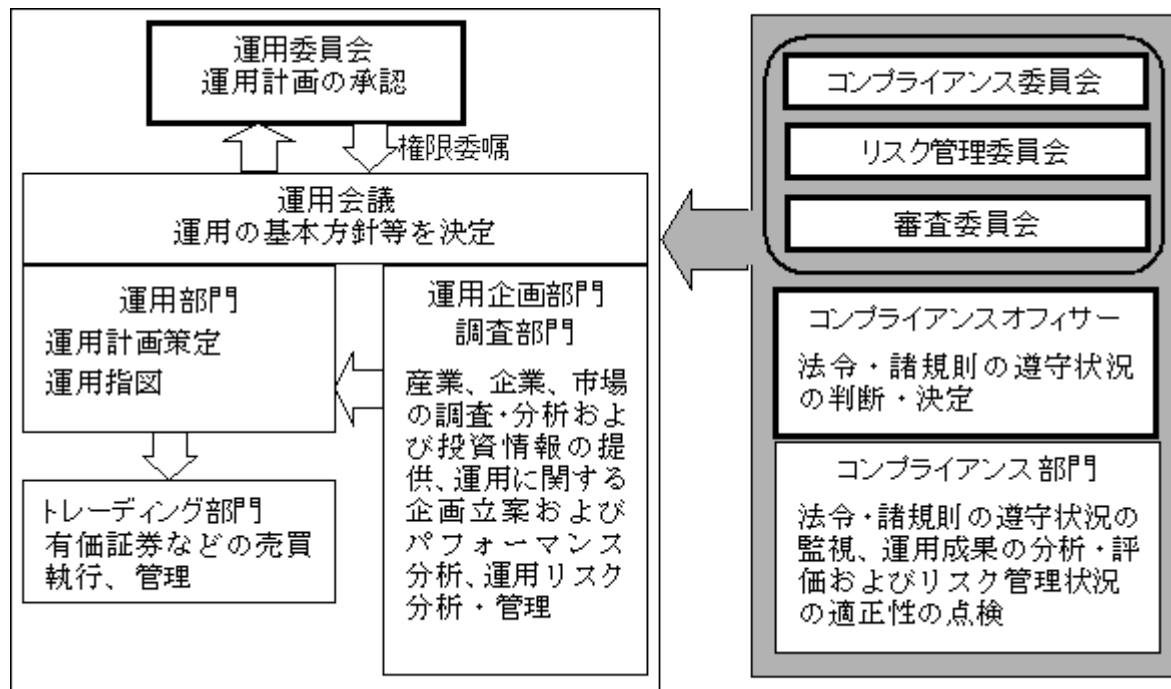 運用委員会
運用計画の承認
権限委嘱
運用会議
運用の基本方針等を決定
運用部門
運用計画策定
運用指図
運用企画部門
調査部門
産業、企業、市場
の調査・分析およ
び投資情報の提
供、運用に関する
企画立案および
パフォーマンス
分析、運用リスク
分析・管理
トレーディング部門
有価証券などの売買
執行、管理
コンプライアンス委員会
リスク管理委員会
審査委員会
コンプライアンスオフィサー
法令・諸規則の遵守状況
の判断・決定
コンプライアンス部門
法令・諸規則の遵守状況の
監視、運用成果の分析・評
価およびリスク管理状況
の適正性の点検